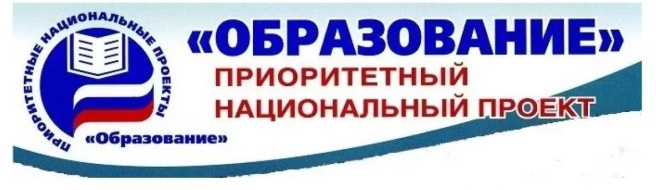 ПРИОРИТЕТНЫЕ НАЦИОНАЛЬНЫЕ ПРОЕКТЫ
«Образование»
«ОБРАЗОВАНИЕ»
ПРИОРИТЕТНЫЙ
НАЦИОНАЛЬНЫЙ ПРОЕКТ